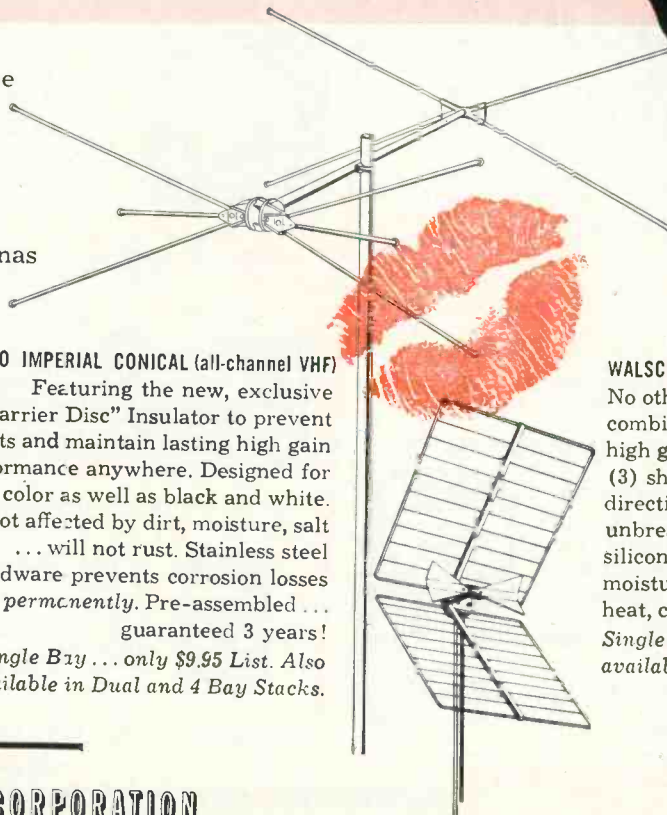 e
nas
O IMPERIAL CONICAL (all-channel VHF)
Featuring the new, exclusive
arrier Disc" Insulator to prevent
ts and maintain lasting high gain
ormance anywhere. Designed for
color as well as black and white.
ot affected by dirt, moisture, salt
... will not rust. Stainless steel
dware prevents corrosion losses
permanently. Pre-assembled ...
guaranteed 3 years!
ngle Bay ... only $9.95 List. Also
ilable in Dual and 4 Bay Stacks.
WALSC
No oth
combi
high g
(3) sh
directi
unbre
silicon
moistu
heat, c
Single
availal
CORPORATION